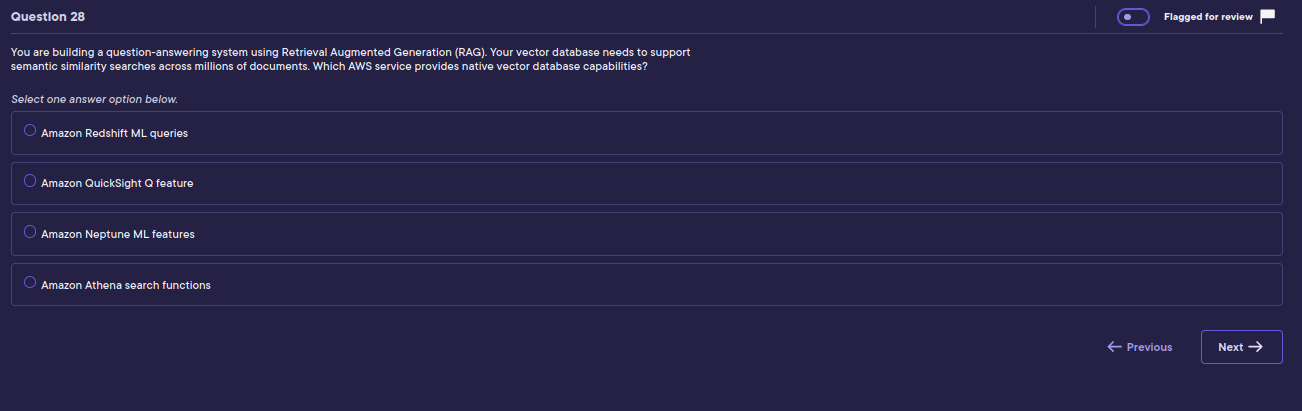 Question 28
Flagged for review
You are building a question-answering system using Retrieval Augmented Generation (RAG). Your vector database needs to support
semantic similarity searches across millions of documents. Which AWS service provides native vector database capabilities?
Select one answer option below.
Amazon Redshift ML queries
Amazon QuickSight Q feature
Amazon Neptune ML features
Amazon Athena search functions
← Previous
Next →